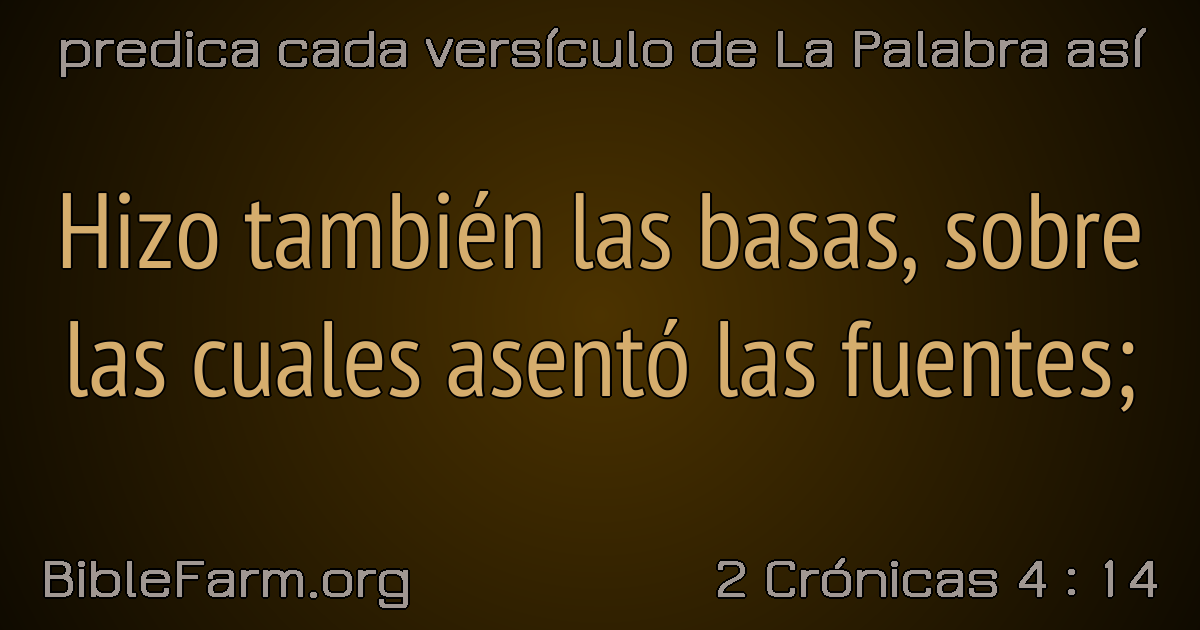 predica cada versículo de La Palabra así
Hizo también las basas, sobre
las cuales asentó las fuentes;
BibleFarm.org
2 Crónicas 4 : 14